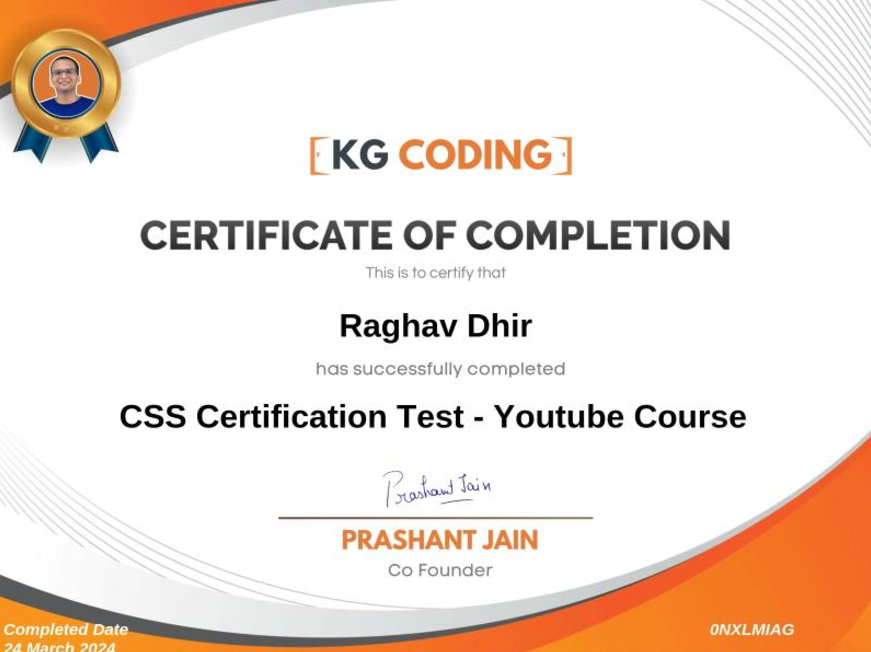 [KG CODING]
CERTIFICATE OF COMPLETION
This is to certify that
Raghav Dhir
has successfully completed
CSS Certification Test - Youtube Course
Prashant Jain
PRASHANT JAIN
Co Founder
Completed Date
24 March 2024
0NXLMIAG